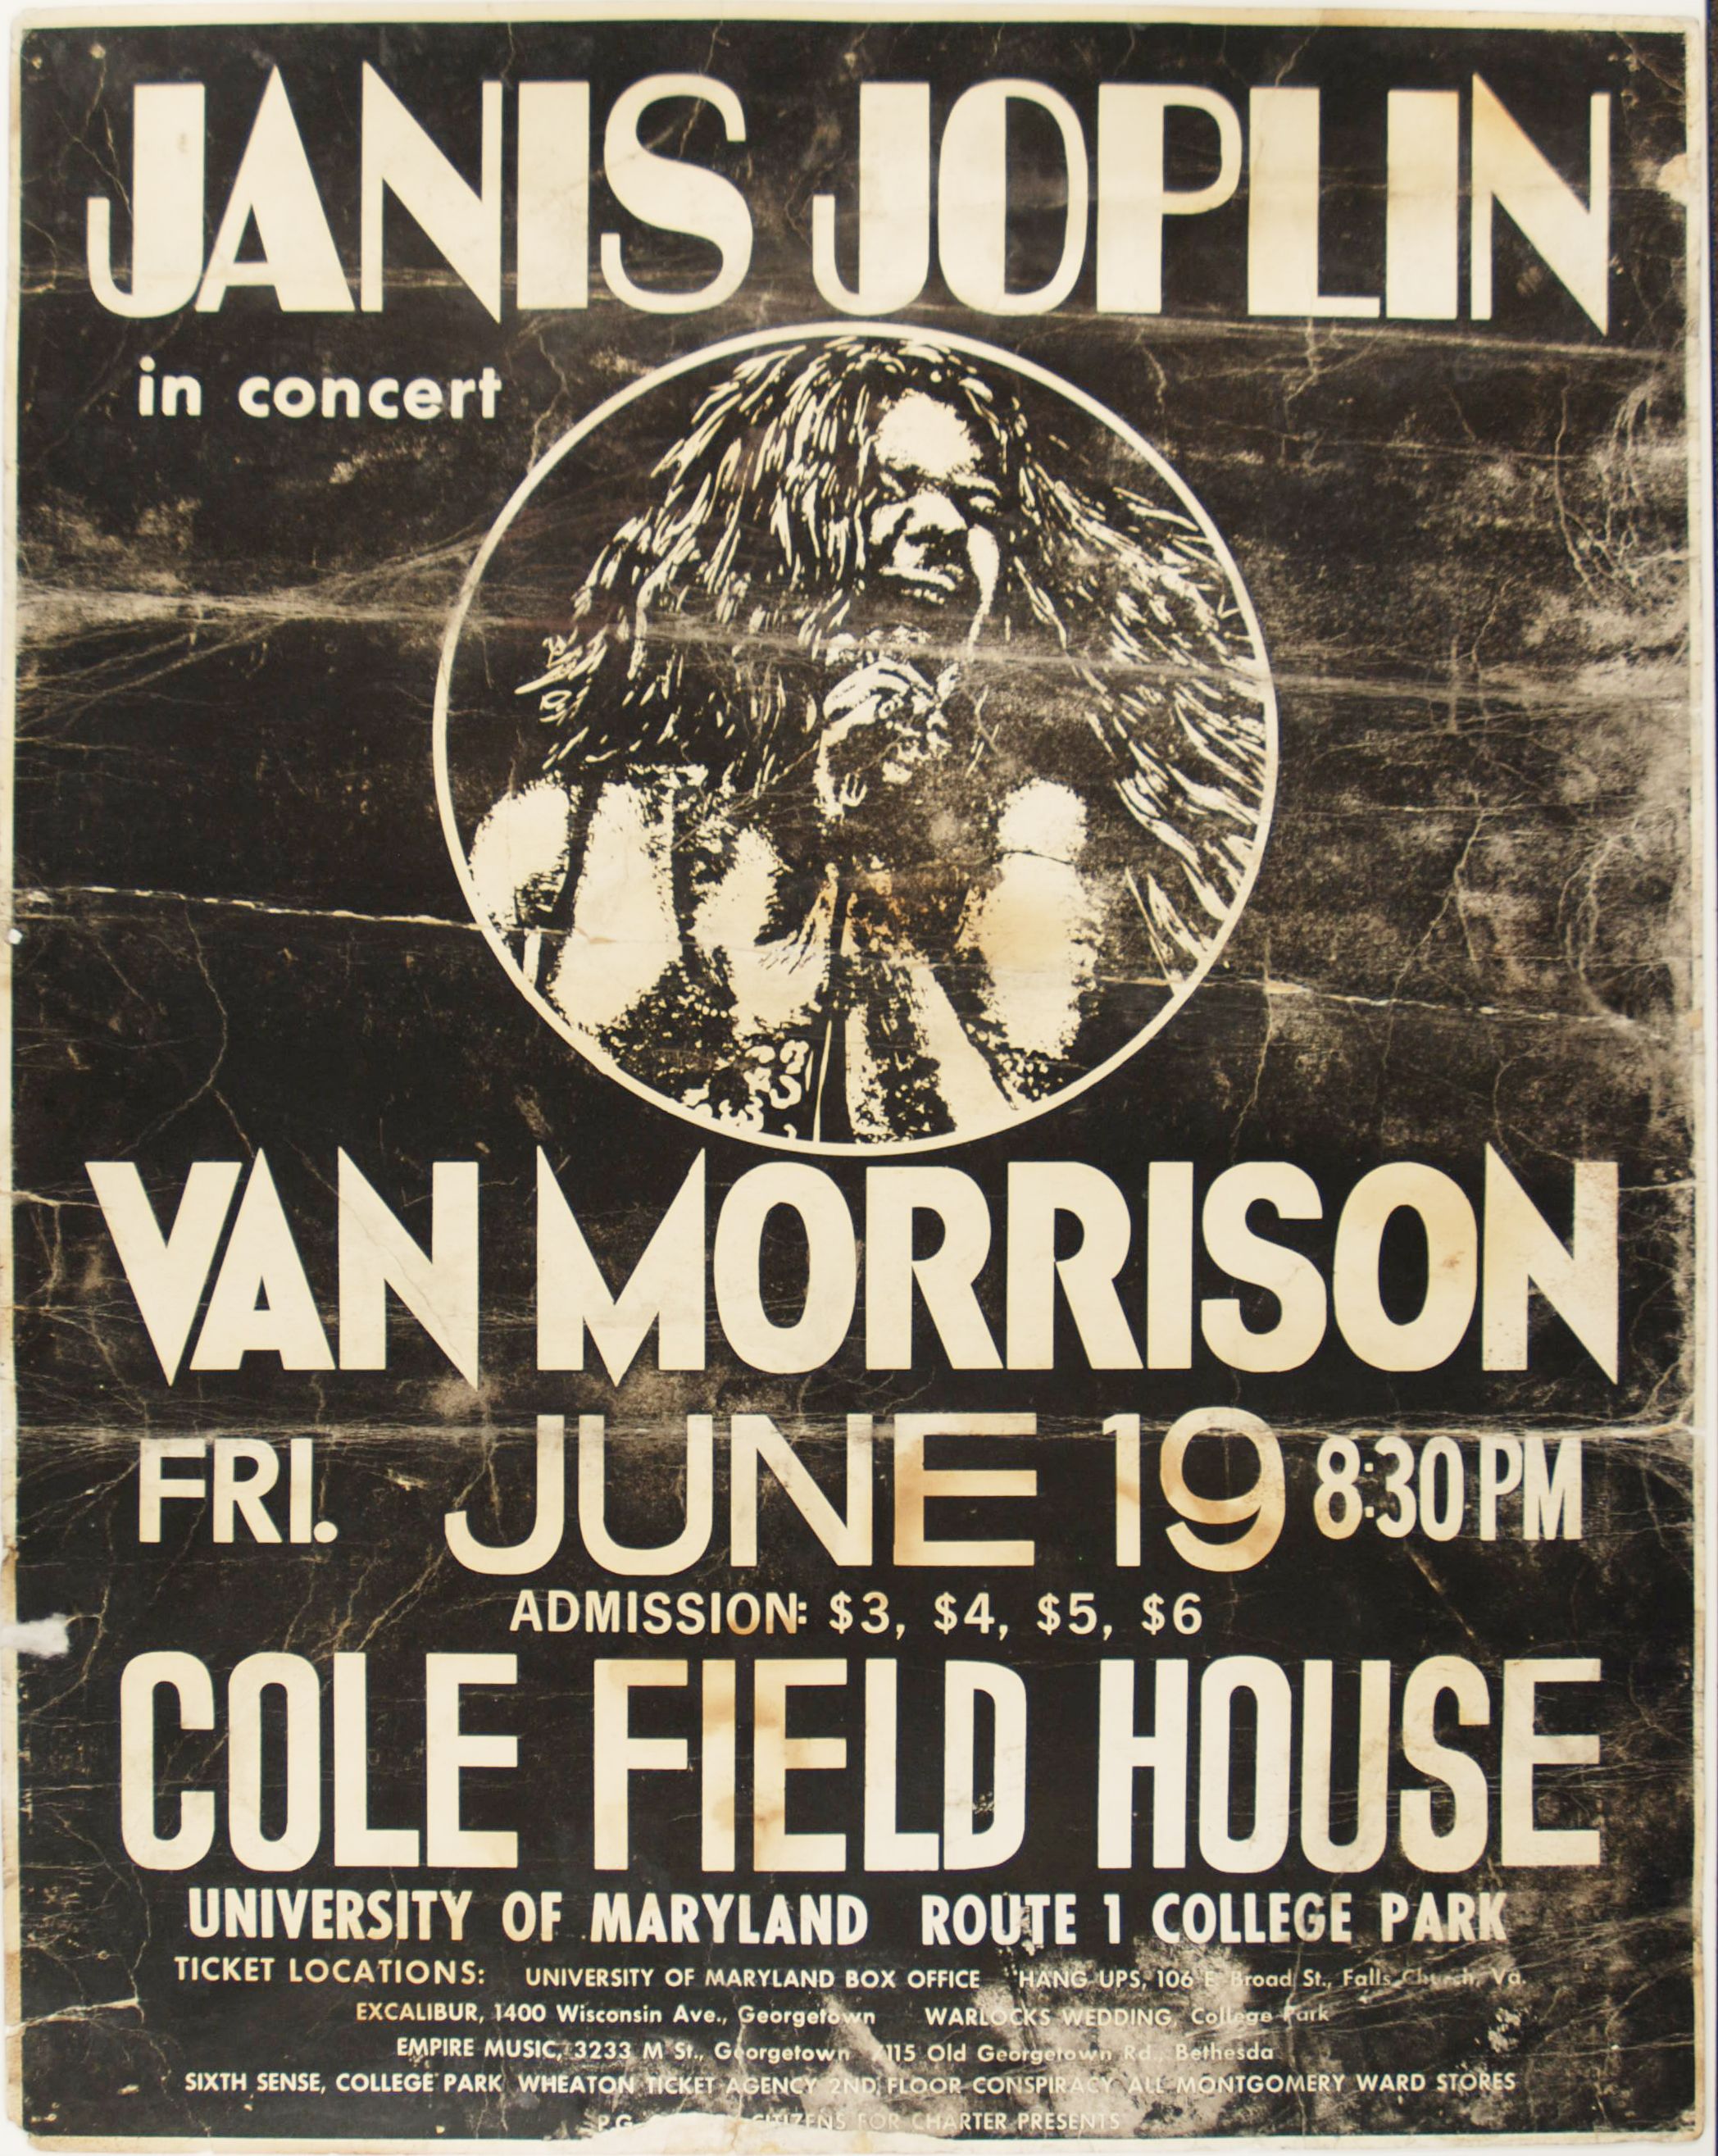 JANIS JOPLIN
in concert
VAN MORRISON
FRI. JUNE 19 8:30 PM
ADMISSION: $3, $4, $5, $6
COLE FIELD HOUSE
UNIVERSITY OF MARYLAND ROUTE 1 COLLEGE PARK
TICKET LOCATIONS: UNIVERSITY OF MARYLAND BOX OFFICE HANG UPS, 106 E Broad St., Falls Church, Va.
EXCALIBUR, 1400 Wisconsin Ave., Georgetown WARLOCKS WEDDING, College Park
EMPIRE MUSIC, 3233 M St., Georgetown Old Georgetown Rd., Bethesda
SIXTH SENSE, COLLEGE PARK WHEATON TICKET AGENCY 2ND FLOOR CONSPIRACY ALL MONTGOMERY WARD STORES
P.G. CITIZENS FOR CHARTER PRESENTS